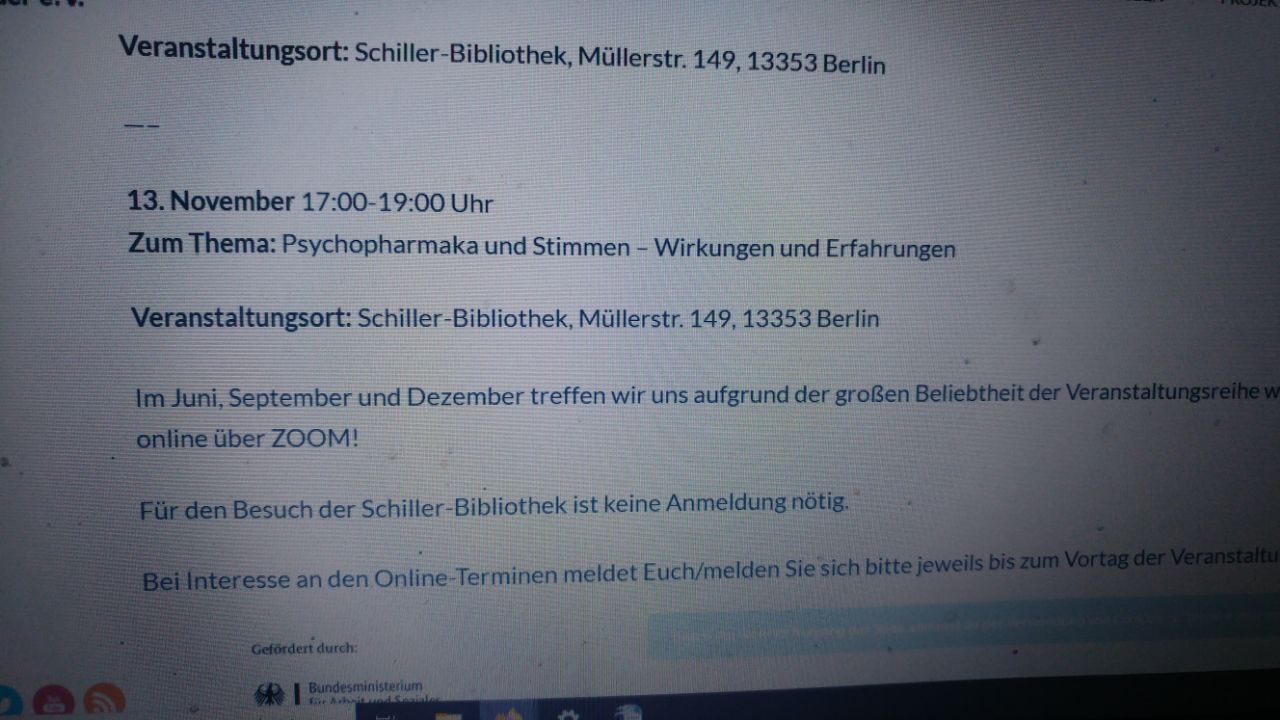 Veranstaltungsort: Schiller-Bibliothek, Müllerstr. 149, 13353 Berlin
——
13. November 17:00-19:00 Uhr
Zum Thema: Psychopharmaka und Stimmen – Wirkungen und Erfahrungen
Veranstaltungsort: Schiller-Bibliothek, Müllerstr. 149, 13353 Berlin
Im Juni, September und Dezember treffen wir uns aufgrund der großen Beliebtheit der Veranstaltungsreihe w
online über ZOOM!
Für den Besuch der Schiller-Bibliothek ist keine Anmeldung nötig.
Bei Interesse an den Online-Terminen meldet Euch/melden Sie sich bitte jeweils bis zum Vortag der Veranstaltu
Gefördert durch:
Bundesministerium
für Arbeit und Soziales